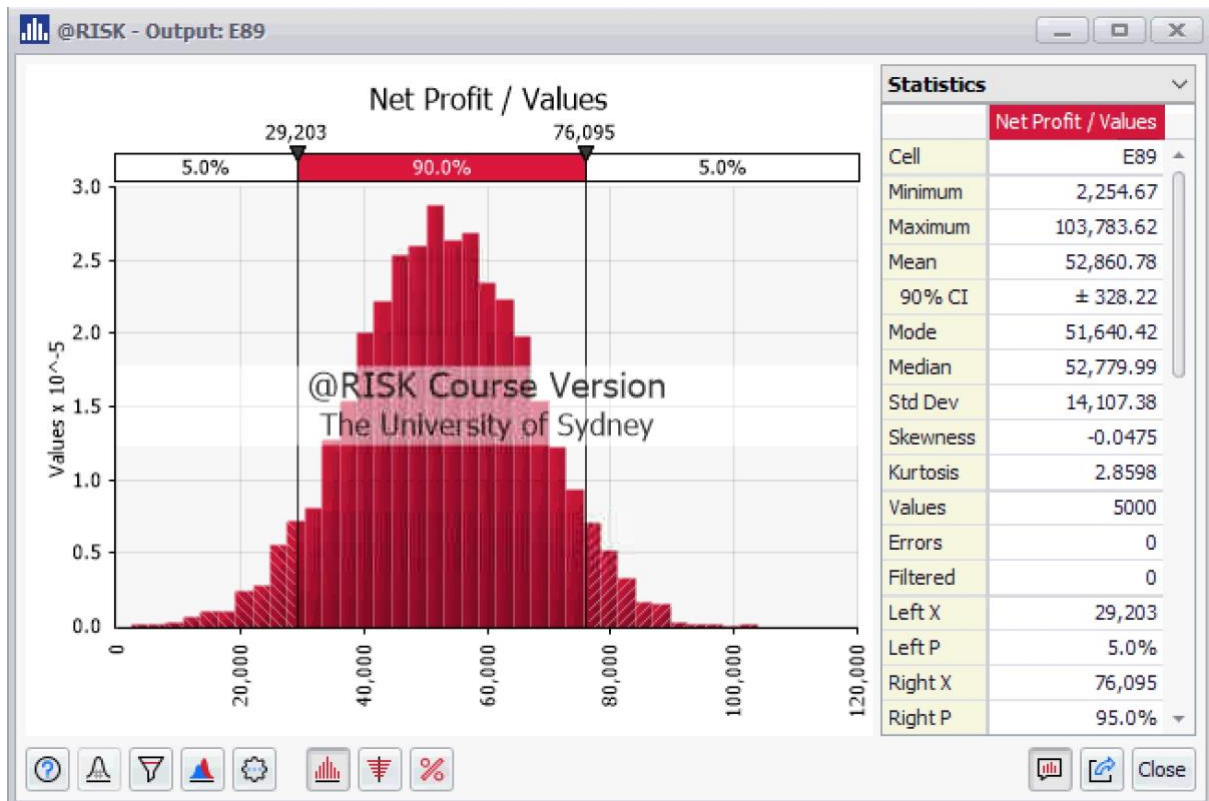 @RISK - Output: E89
Net Profit / Values
29,203 76,095
5.0% 90.0% 5.0%
3.0
2.5
2.0
1.5
1.0
0.5
0.0
Values x 10^-5
@RISK Course Version
The University of Sydney
0 20,000 40,000 60,000 80,000 100,000 120,000
Statistics
Net Profit / Values
Cell E89
Minimum 2,254.67
Maximum 103,783.62
Mean 52,860.78
90% CI ± 328.22
Mode 51,640.42
Median 52,779.99
Std Dev 14,107.38
Skewness -0.0475
Kurtosis 2.8598
Values 5000
Errors 0
Filtered 0
Left X 29,203
Left P 5.0%
Right X 76,095
Right P 95.0%
Close